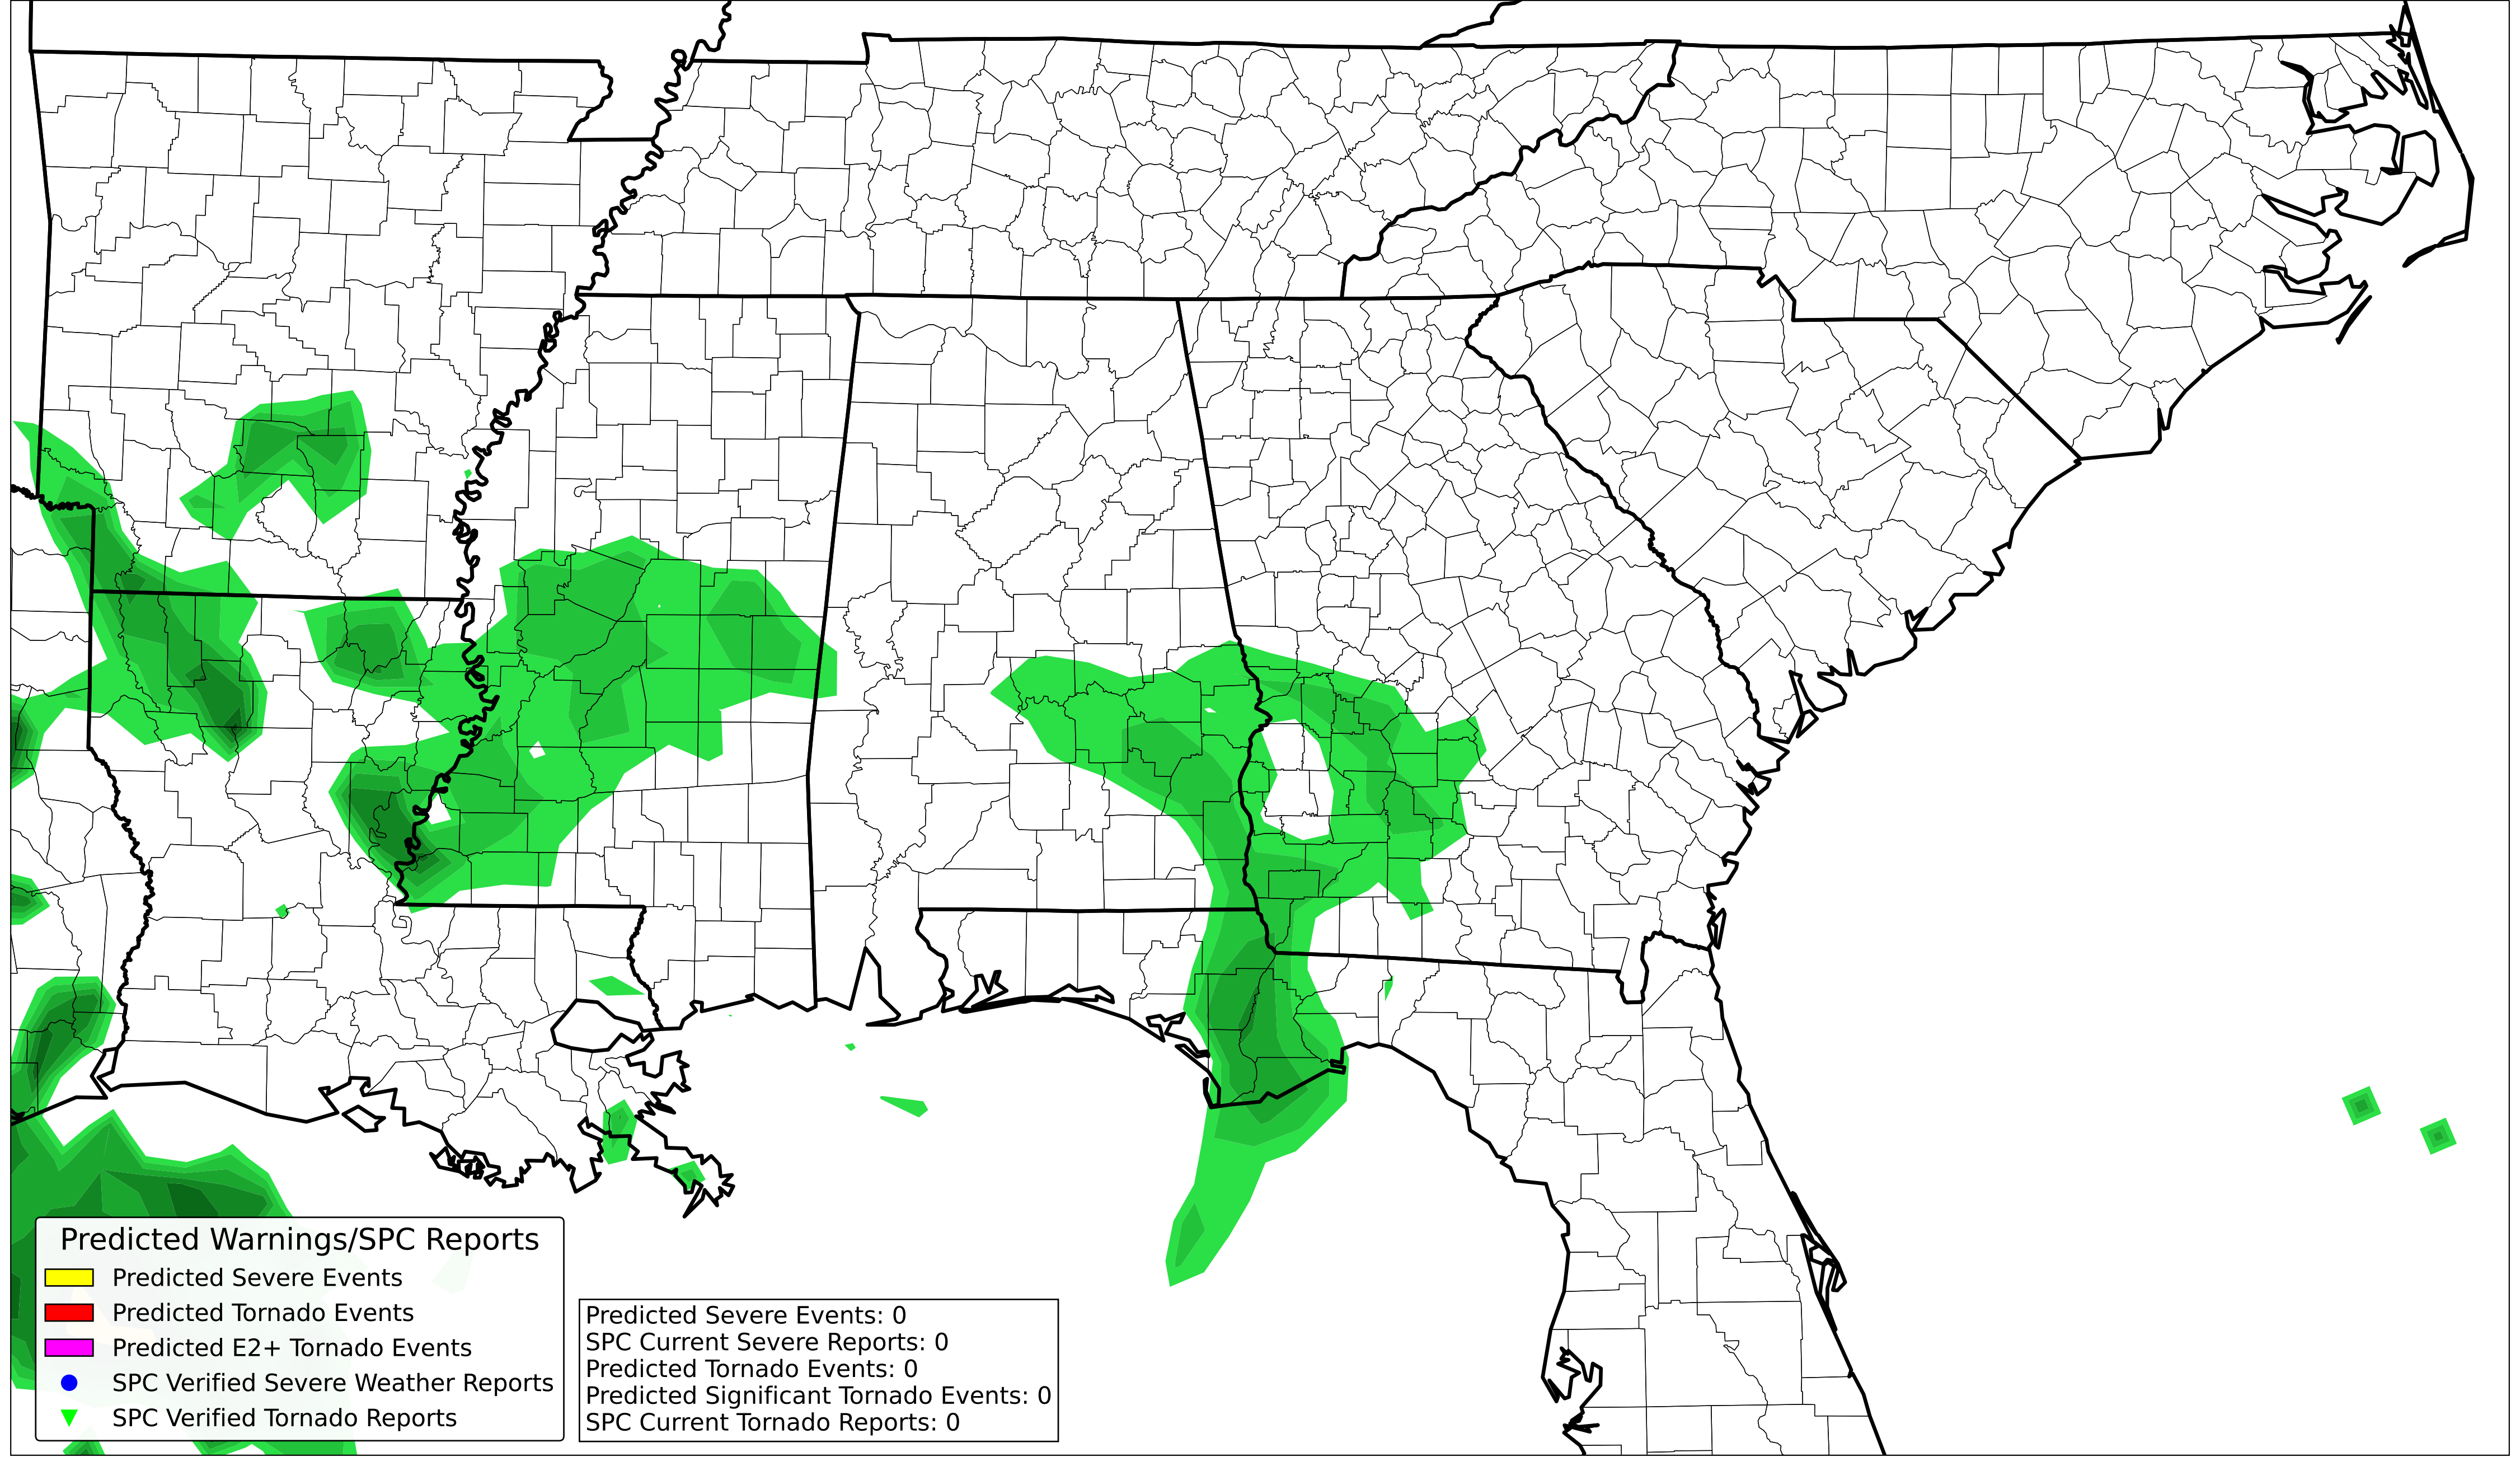 Predicted Warnings/SPC Reports
Predicted Severe Events
Predicted Tornado Events
Predicted E2+ Tornado Events
SPC Verified Severe Weather Reports
SPC Verified Tornado Reports
Predicted Severe Events: 0
SPC Current Severe Reports: 0
Predicted Tornado Events: 0
Predicted Significant Tornado Events: 0
SPC Current Tornado Reports: 0